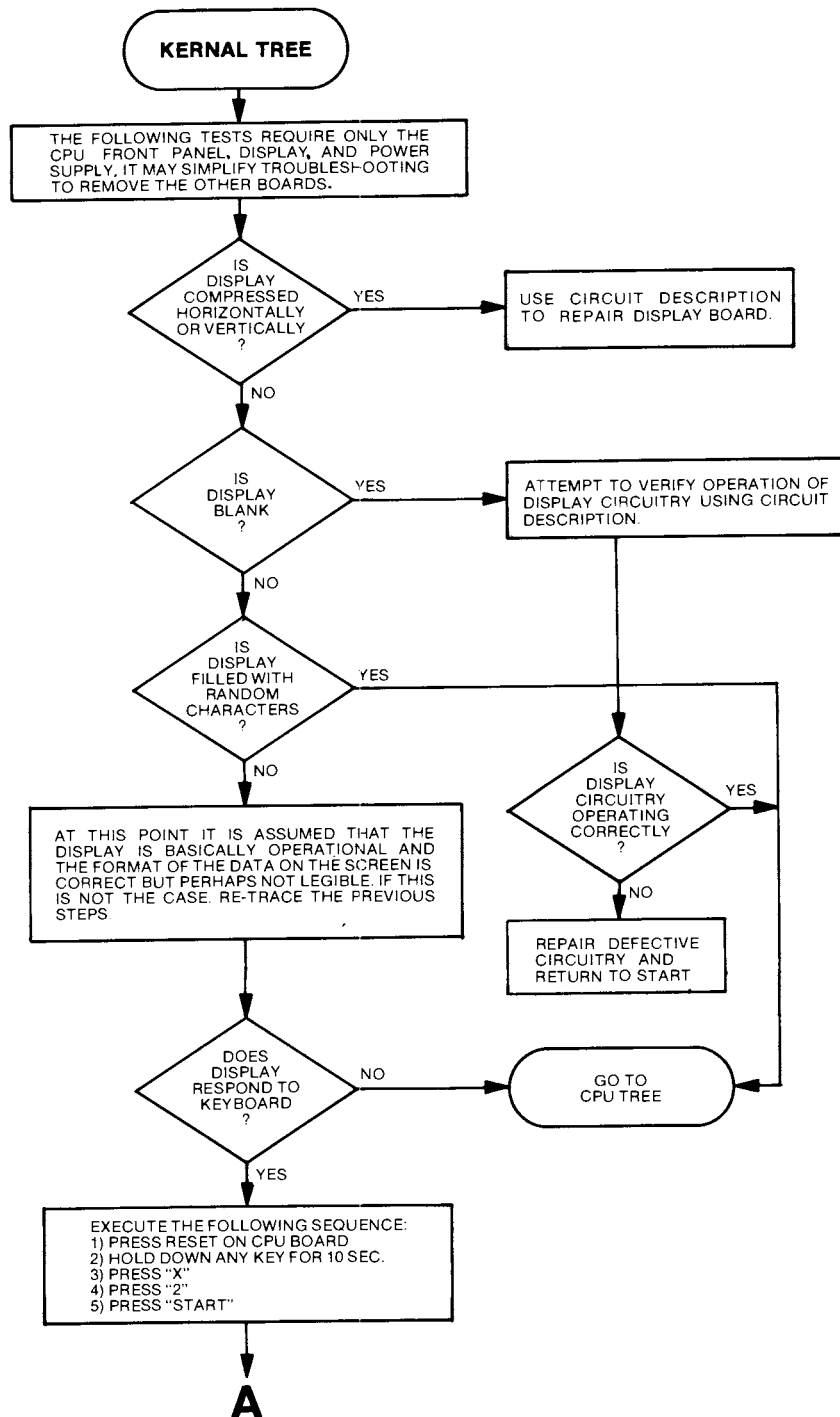 KERNAL TREE
THE FOLLOWING TESTS REQUIRE ONLY THE
CPU FRONT PANEL, DISPLAY, AND POWER
SUPPLY, IT MAY SIMPLIFY TROUBLESHOOTING
TO REMOVE THE OTHER BOARDS.
IS
DISPLAY
COMPRESSED
HORIZONTALLY
OR VERTICALLY
?
YES
USE CIRCUIT DESCRIPTION
TO REPAIR DISPLAY BOARD.
NO
IS
DISPLAY
BLANK
?
YES
ATTEMPT TO VERIFY OPERATION OF
DISPLAY CIRCUITRY USING CIRCUIT
DESCRIPTION.
NO
IS
DISPLAY
FILLED WITH
RANDOM
CHARACTERS
?
YES
NO
IS
DISPLAY
CIRCUITRY
OPERATING
CORRECTLY
?
YES
NO
AT THIS POINT IT IS ASSUMED THAT THE
DISPLAY IS BASICALLY OPERATIONAL AND
THE FORMAT OF THE DATA ON THE SCREEN IS
CORRECT BUT PERHAPS NOT LEGIBLE. IF THIS
IS NOT THE CASE. RE-TRACE THE PREVIOUS
STEPS.
REPAIR DEFECTIVE
CIRCUITRY AND
RETURN TO START
DOES
DISPLAY
RESPOND TO
KEYBOARD
?
NO
GO TO
CPU TREE
YES
EXECUTE THE FOLLOWING SEQUENCE:
1) PRESS RESET ON CPU BOARD
2) HOLD DOWN ANY KEY FOR 10 SEC.
3) PRESS "X"
4) PRESS "2"
5) PRESS "START"
A